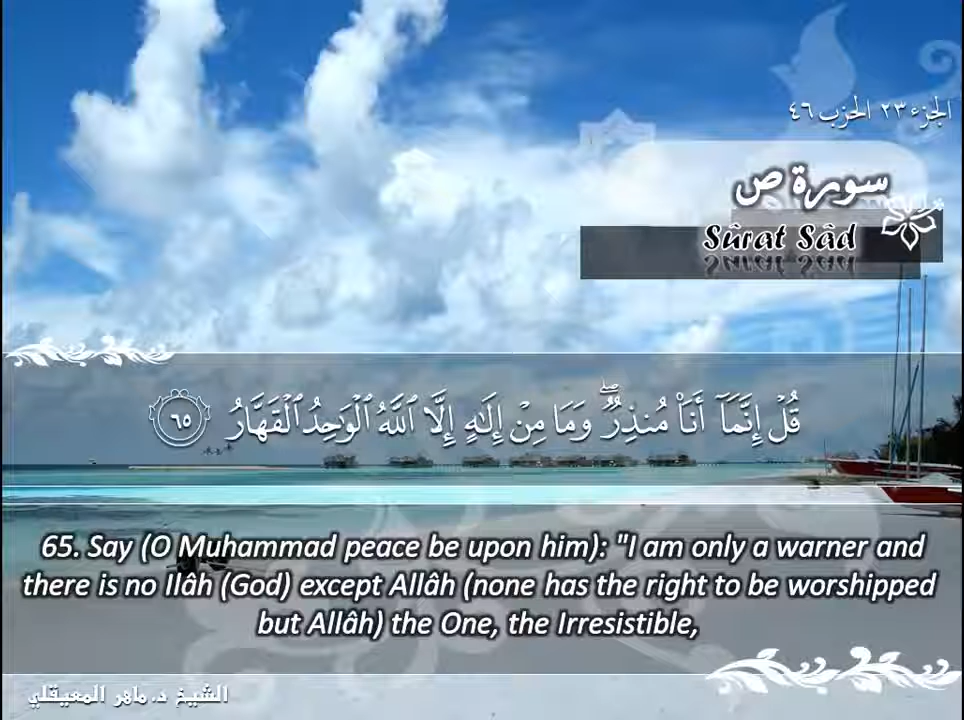 الجزء ٢٣ الحزب ٤٦
سورة ص
Sûrat Sâd
قُلْ إِنَّمَآ أَنَا۠ مُنذِرٌۭ ۖ وَمَا مِنْ إِلَٰهٍ إِلَّا ٱللَّهُ ٱلْوَٰحِدُ ٱلْقَهَّارُ ٦٥
65. Say (O Muhammad peace be upon him): "I am only a warner and
there is no Ilâh (God) except Allâh (none has the right to be worshipped
but Allâh) the One, the Irresistible,
الشيخ د. ماهر المعيقلي